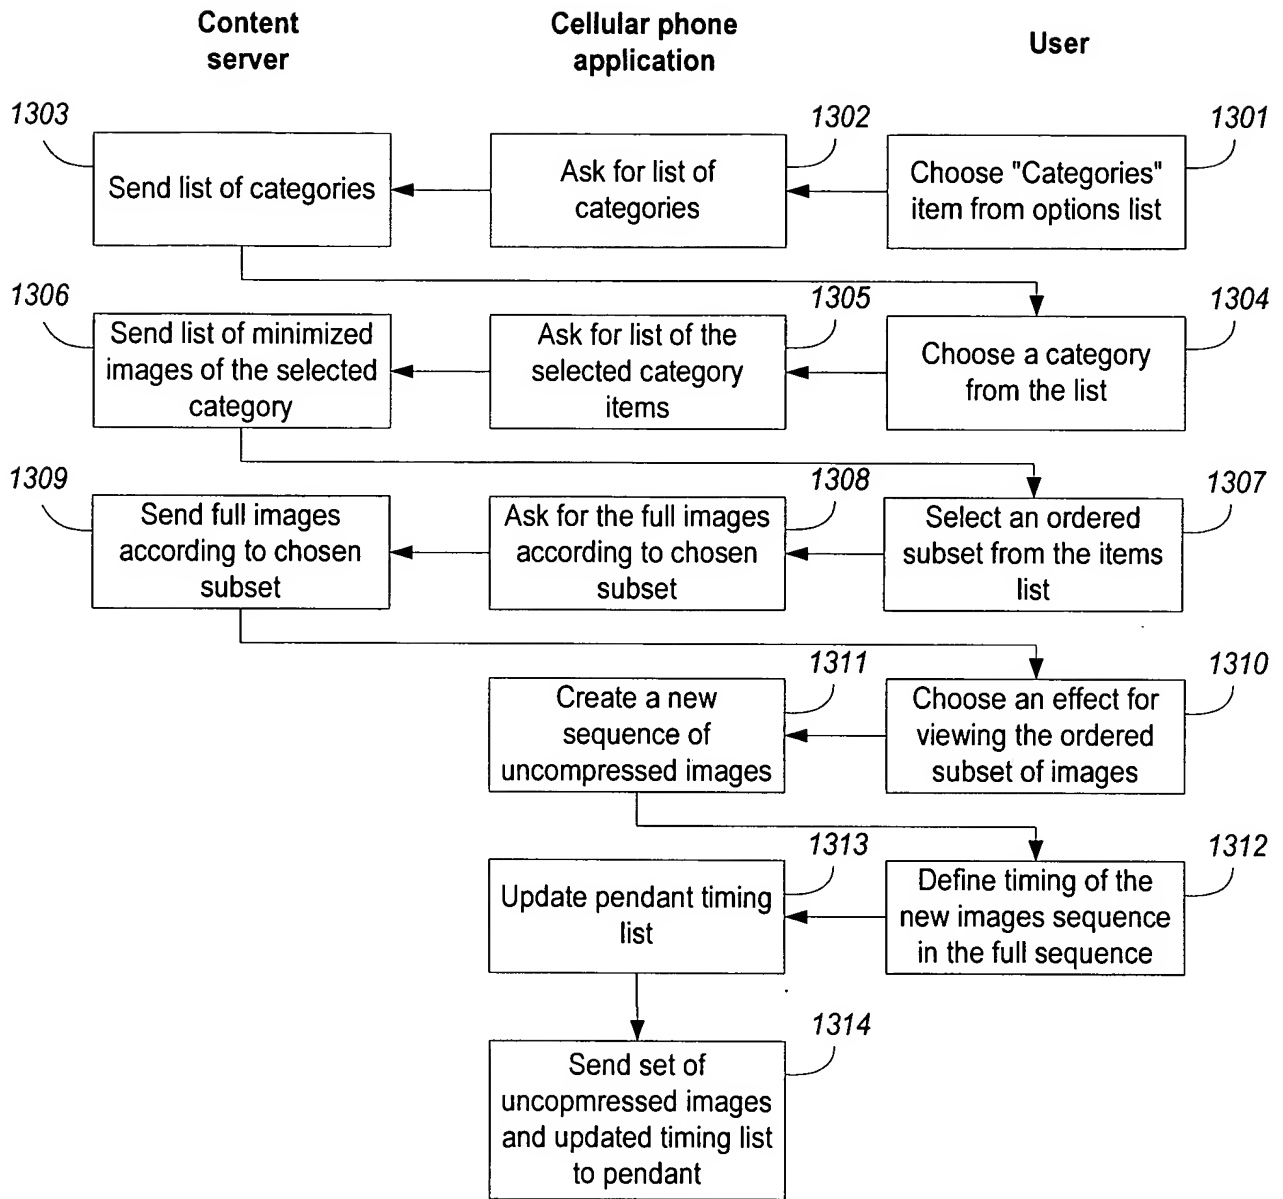 Content
server
Cellular phone
application
User
1303
1302
1301
Send list of categories
Ask for list of
categories
Choose "Categories"
item from options list
1306
1305
1304
Send list of minimized
images of the selected
category
Ask for list of the
selected category
items
Choose a category
from the list
1309
1308
1307
Send full images
according to chosen
subset
Ask for the full images
according to chosen
subset
Select an ordered
subset from the items
list
1311
1310
Create a new
sequence of
uncompressed images
Choose an effect for
viewing the ordered
subset of images
1313
1312
Update pendant timing
list
Define timing of the
new images sequence
in the full sequence
1314
Send set of
uncopmressed images
and updated timing list
to pendant